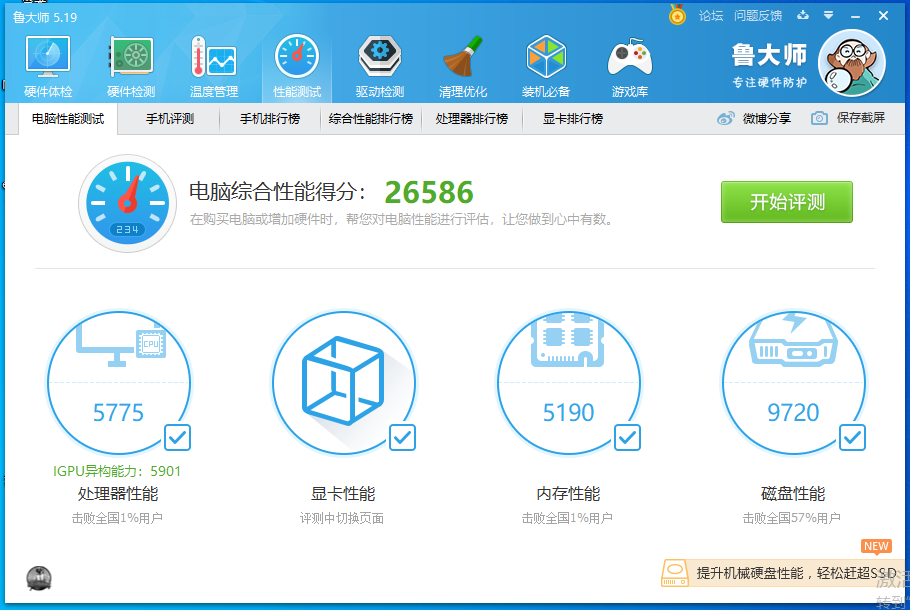 鲁大师 5.19
论坛 问题反馈
硬件体检 硬件检测 温度管理 性能测试 驱动检测 清理优化 装机必备 游戏库
鲁大师
专注硬件防护
电脑性能测试 手机评测 手机排行榜 综合性能排行榜 处理器排行榜 显卡排行榜 微博分享 保存截屏
电脑综合性能得分： 26586
在购买电脑或增加硬件时，帮您对电脑性能进行评估，让您做到心中有数。
开始评测
234
CPU
5775 5190 9720
IGPU异构能力：5901
处理器性能 显卡性能 内存性能 磁盘性能
击败全国1%用户 评测中切换页面 击败全国1%用户 击败全国57%用户
NEW
提升机械硬盘性能，轻松赶超SSD
激活
转到